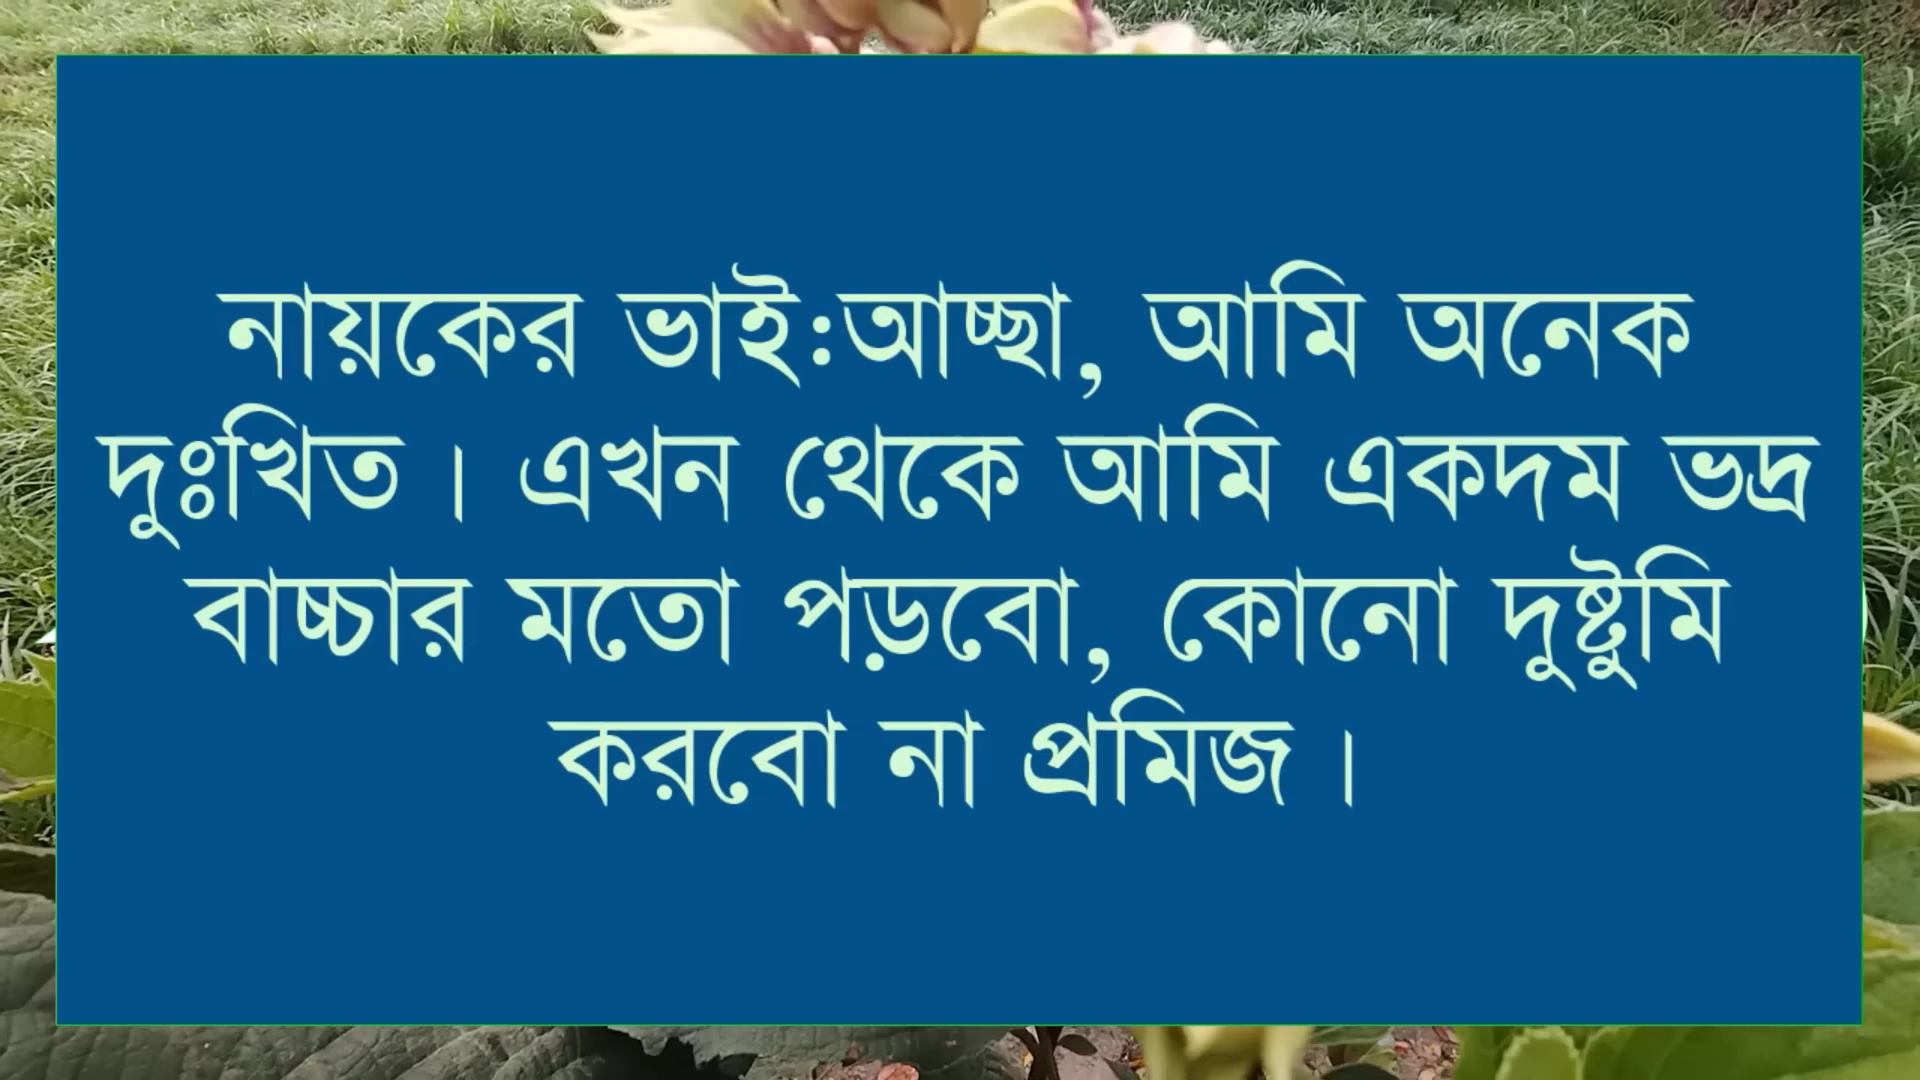 নায়কের ভাই:আচ্ছা, আমি অনেক
দুঃখিত । এখন থেকে আমি একদম ভদ্র
বাচ্চার মতো পড়বো, কোনো দুষ্টুমি
করবো না প্রমিজ ।